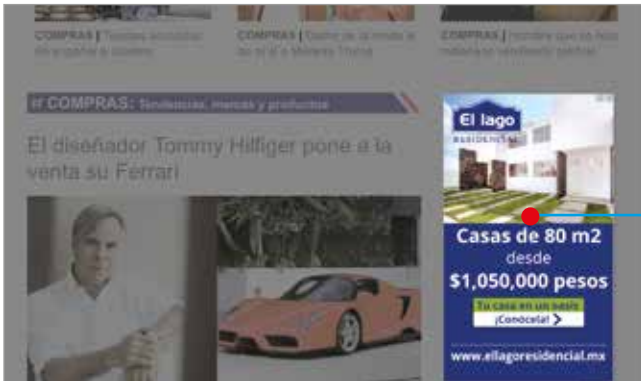 COMPRAS |
COMPRAS |
COMPRAS |
COMPRAS: Tendencias, marcas y productos
El diseñador Tommy Hilfiger pone a la
venta su Ferrari
El lago
RESIDENCIAL
Casas de 80 m2
desde
$1,050,000 pesos
Tu casa en un oasis
¡Conócela!
www.ellagoresidencial.mx